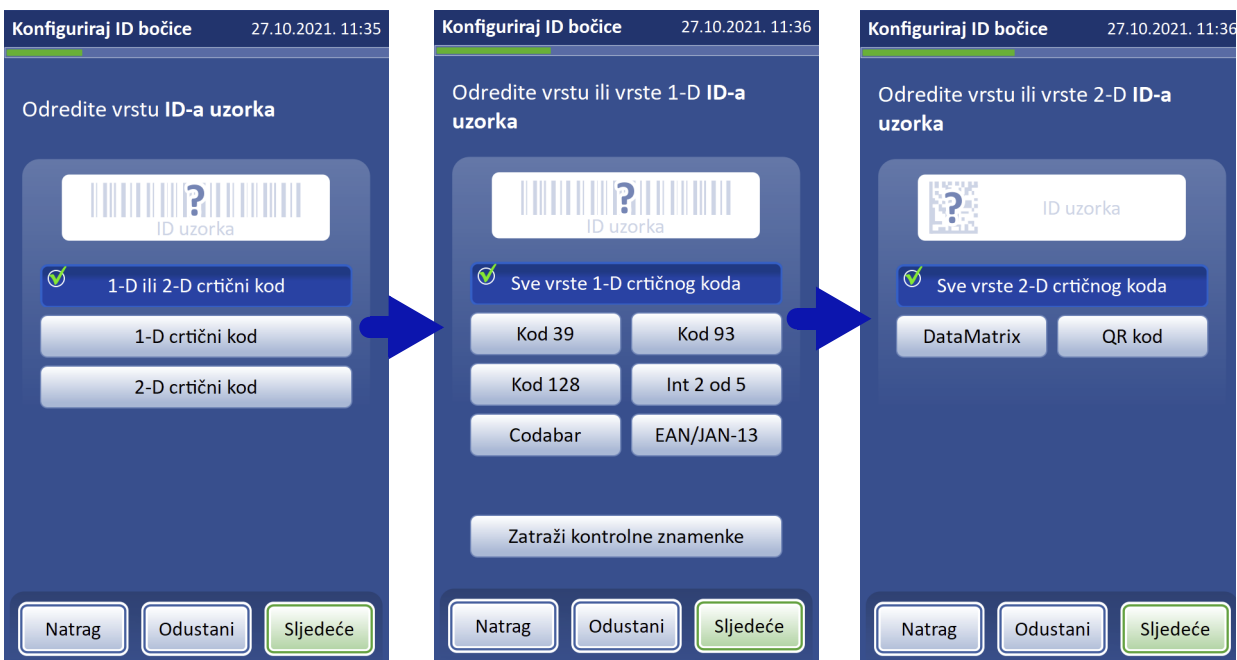 Konfiguriraj ID bočice 27.10.2021. 11:35
Odredite vrstu ID-a uzorka
?
ID uzorka
1-D ili 2-D crtični kod
1-D crtični kod
2-D crtični kod
Natrag Odustani Sljedeće
Konfiguriraj ID bočice 27.10.2021. 11:36
Odredite vrstu ili vrste 1-D ID-a
uzorka
?
ID uzorka
Sve vrste 1-D crtičnog koda
Kod 39 Kod 93
Kod 128 Int 2 od 5
Codabar EAN/JAN-13
Zatraži kontrolne znamenke
Natrag Odustani Sljedeće
Konfiguriraj ID bočice 27.10.2021. 11:36
Odredite vrstu ili vrste 2-D ID-a
uzorka
? ID uzorka
Sve vrste 2-D crtičnog koda
DataMatrix QR kod
Natrag Odustani Sljedeće